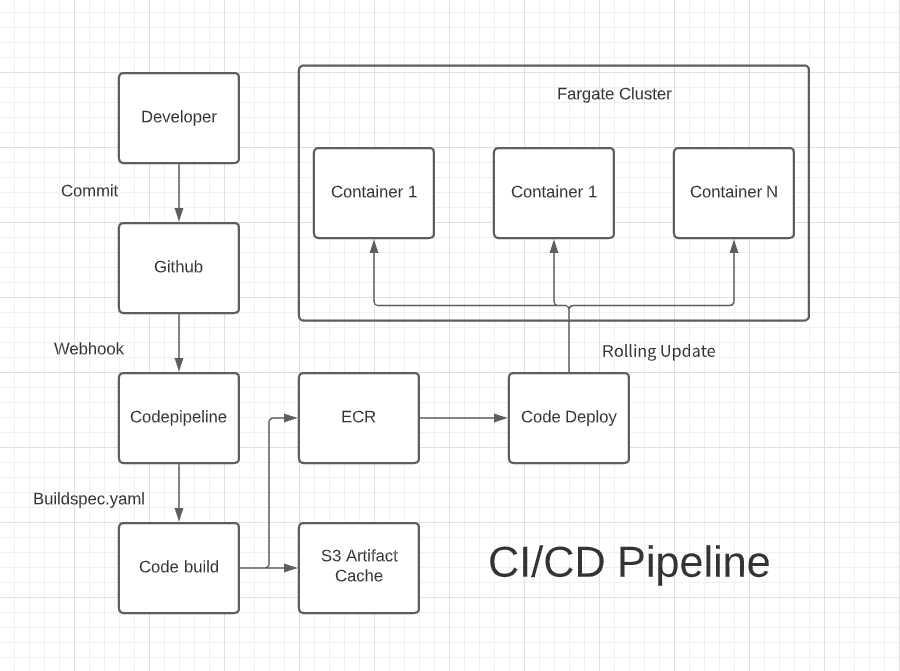 Developer
Fargate Cluster
Commit
Container 1
Container 1
Container N
Github
Webhook
Rolling Update
Codepipeline
ECR
Code Deploy
Buildspec.yaml
Code build
S3 Artifact
Cache
CI/CD Pipeline